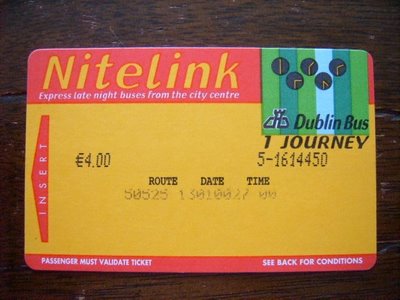 Nitelink
Express late night buses from the city centre
Dublin Bus
1 JOURNEY
INSERT
€4.00
5-1614450
ROUTE DATE TIME
PASSENGER MUST VALIDATE TICKET
SEE BACK FOR CONDITIONS